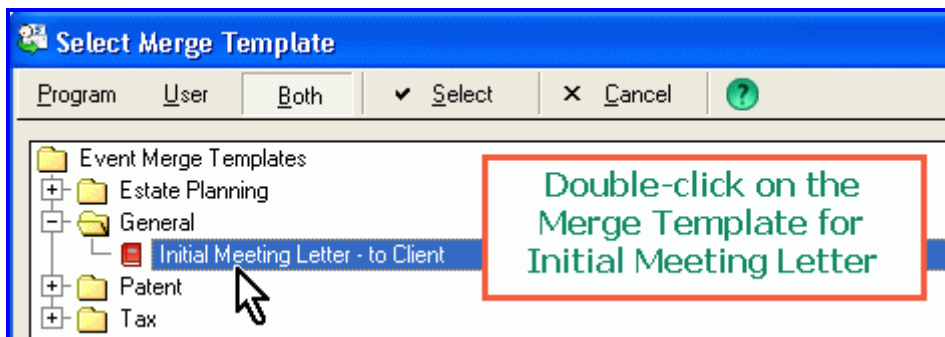 Select Merge Template
Program User Both Select Cancel ?
Event Merge Templates
Estate Planning
General
Initial Meeting Letter - to Client
Patent
Tax
Double-click on the
Merge Template for
Initial Meeting Letter